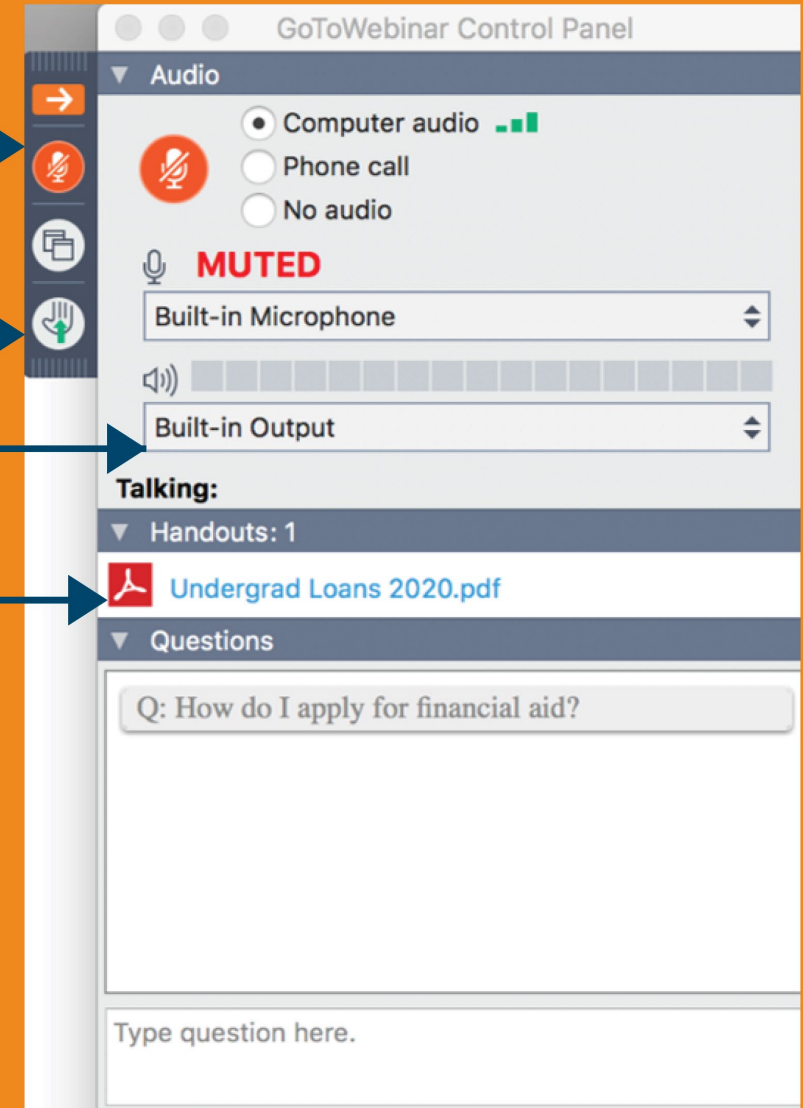 GoToWebinar Control Panel
Audio
Computer audio
Phone call
No audio
MUTED
Built-in Microphone
Built-in Output
Talking:
Handouts: 1
Undergrad Loans 2020.pdf
Questions
Q: How do I apply for financial aid?
Type question here.